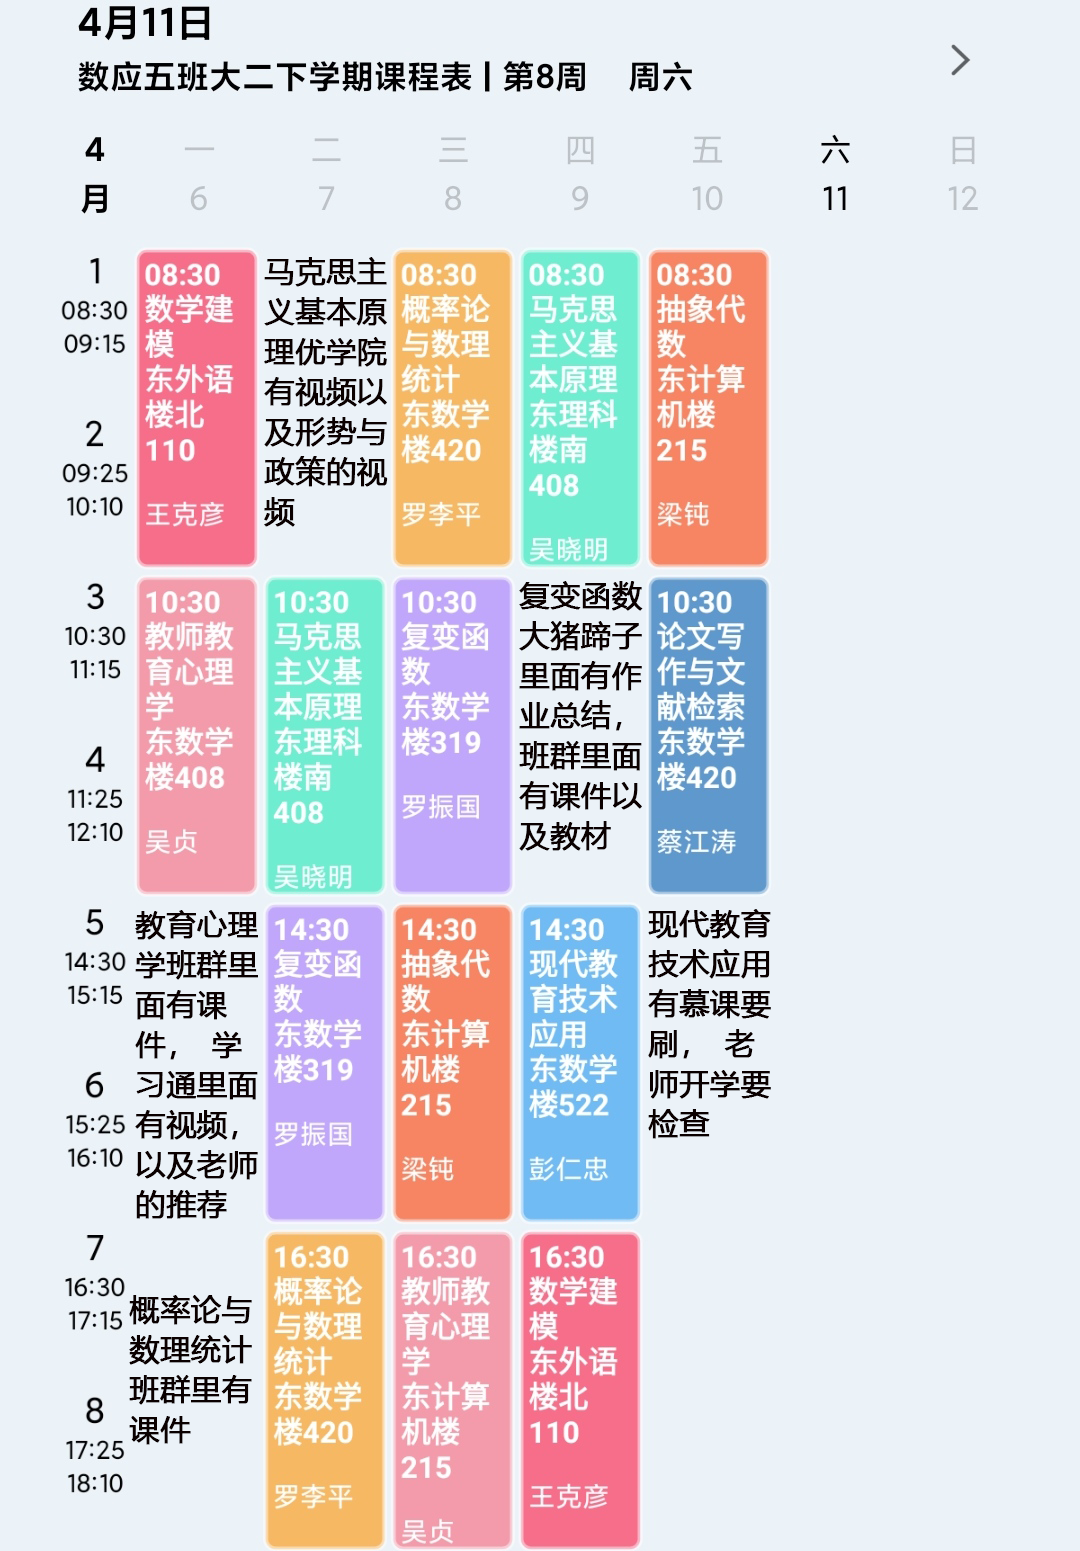 4月11日
数应五班大二下学期课程表 | 第8周 周六
4
月
一
6
二
7
三
8
四
9
五
10
六
11
日
12
1
08:30
09:15
2
09:25
10:10
08:30
数学建
模
东外语
楼北
110
王克彦
马克思主
义基本原
理优学院
有视频以
及形势与
政策的视
频
08:30
概率论
与数理
统计
东数学
楼420
罗李平
08:30
马克思
主义基
本原理
东理科
楼南
408
吴晓明
08:30
抽象代
数
东计算
机楼
215
梁钝
3
10:30
11:15
4
11:25
12:10
10:30
教师教
育心理
学
东数学
楼408
吴贞
10:30
马克思
主义基
本原理
东理科
楼南
408
吴晓明
10:30
复变函
数
东数学
楼319
罗振国
复变函数
大猪蹄子
里面有作
业总结，
班群里面
有课件以
及教材
10:30
论文写
作与文
献检索
东数学
楼420
蔡江涛
5
14:30
15:15
6
15:25
16:10
教育心理
学班群里
面有课
件， 学
习通里面
有视频，
以及老师
的推荐
14:30
复变函
数
东数学
楼319
罗振国
14:30
抽象代
数
东计算
机楼
215
梁钝
14:30
现代教
育技术
应用
东数学
楼522
彭仁忠
现代教育
技术应用
有慕课要
刷， 老
师开学要
检查
7
16:30
17:15
8
17:25
18:10
概率论与
数理统计
班群里有
课件
16:30
概率论
与数理
统计
东数学
楼420
罗李平
16:30
教师教
育心理
学
东计算
机楼
215
吴贞
16:30
数学建
模
东外语
楼北
110
王克彦